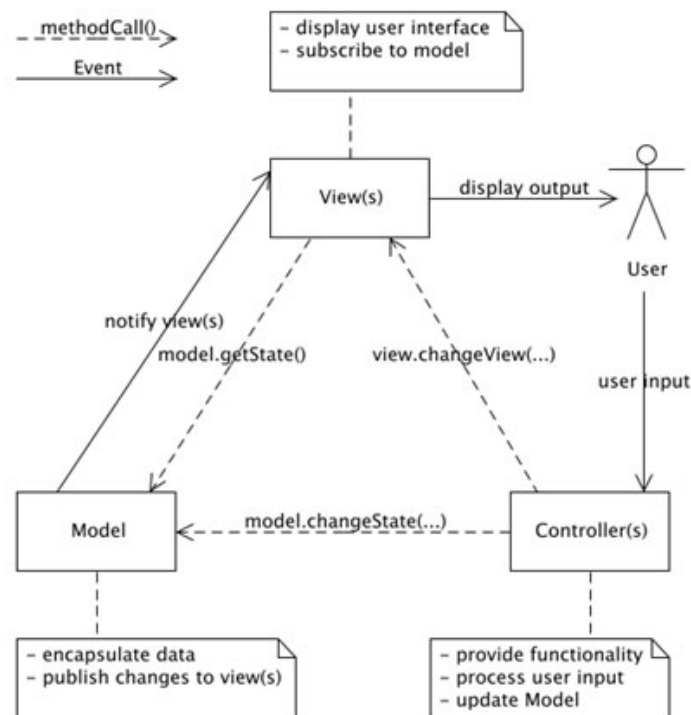 methodCall()
Event
- display user interface
- subscribe to model
View(s)
display output
User
notify view(s)
model.getState()
view.changeView(...)
user input
Model
model.changeState(...)
Controller(s)
- encapsulate data
- publish changes to view(s)
- provide functionality
- process user input
- update Model